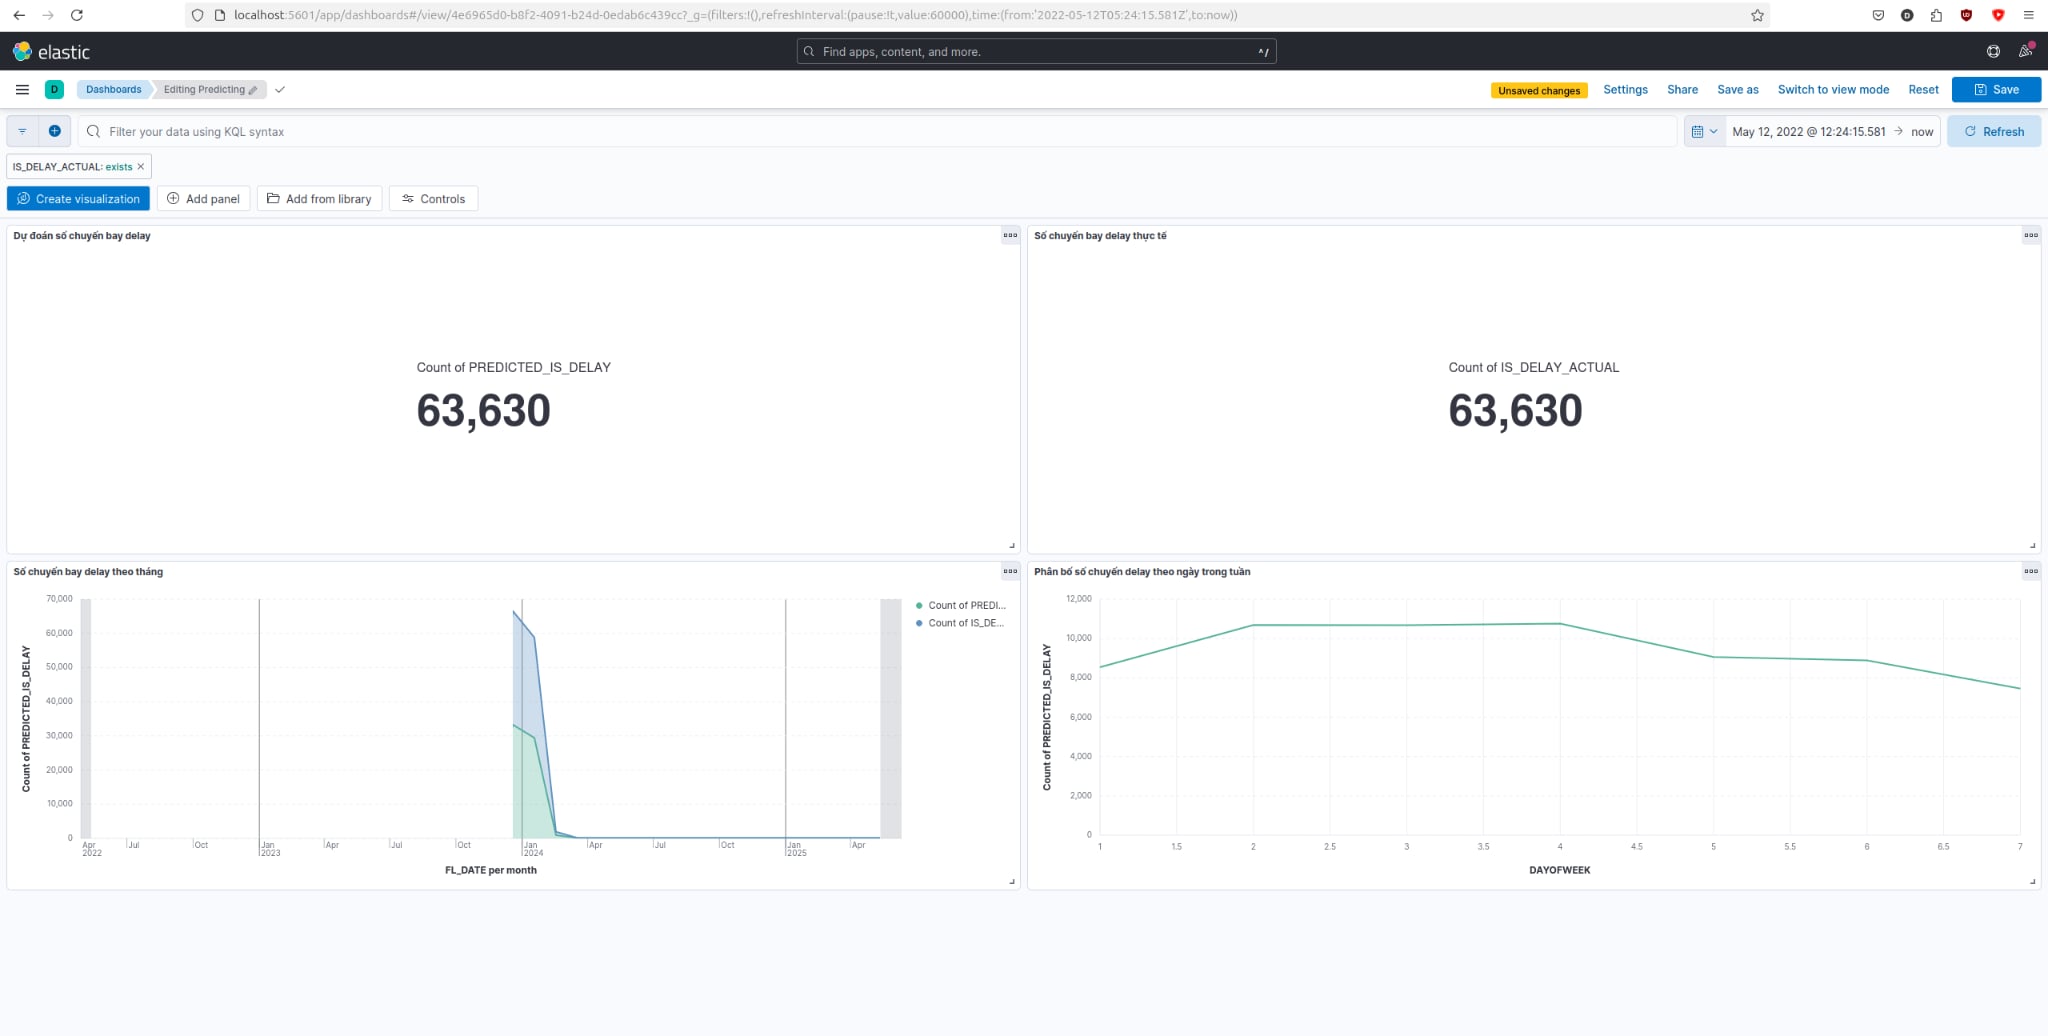 localhost:5601/app/dashboards#/view/4e6965d0-b8f2-4091-b24d-0edab6c439cc?_g=(filters:!(),refreshInterval:(pause:!t,value:60000),time:(from:'2022-05-12T05:24:15.581Z',to:now))
elastic
Find apps, content, and more.
^/
D
Dashboards
Editing Predicting
Unsaved changes
Settings
Share
Save as
Switch to view mode
Reset
Save
Filter your data using KQL syntax
May 12, 2022 @ 12:24:15.581 → now
Refresh
IS_DELAY_ACTUAL: exists ×
Create visualization
Add panel
Add from library
Controls
Dự đoán số chuyến bay delay
Count of PREDICTED_IS_DELAY
63,630
Số chuyến bay delay thực tế
Count of IS_DELAY_ACTUAL
63,630
Số chuyến bay delay theo tháng
Count of PREDICTED_IS_DELAY
70,000
60,000
50,000
40,000
30,000
20,000
10,000
0
Apr Jul Oct Jan Apr Jul Oct Jan Apr Jul Oct Jan Apr
2022 2023 2024 2025
FL_DATE per month
Count of PREDI...
Count of IS_DE...
Phân bố số chuyến delay theo ngày trong tuần
Count of PREDICTED_IS_DELAY
12,000
10,000
8,000
6,000
4,000
2,000
0
1 1.5 2 2.5 3 3.5 4 4.5 5 5.5 6 6.5 7
DAYOFWEEK